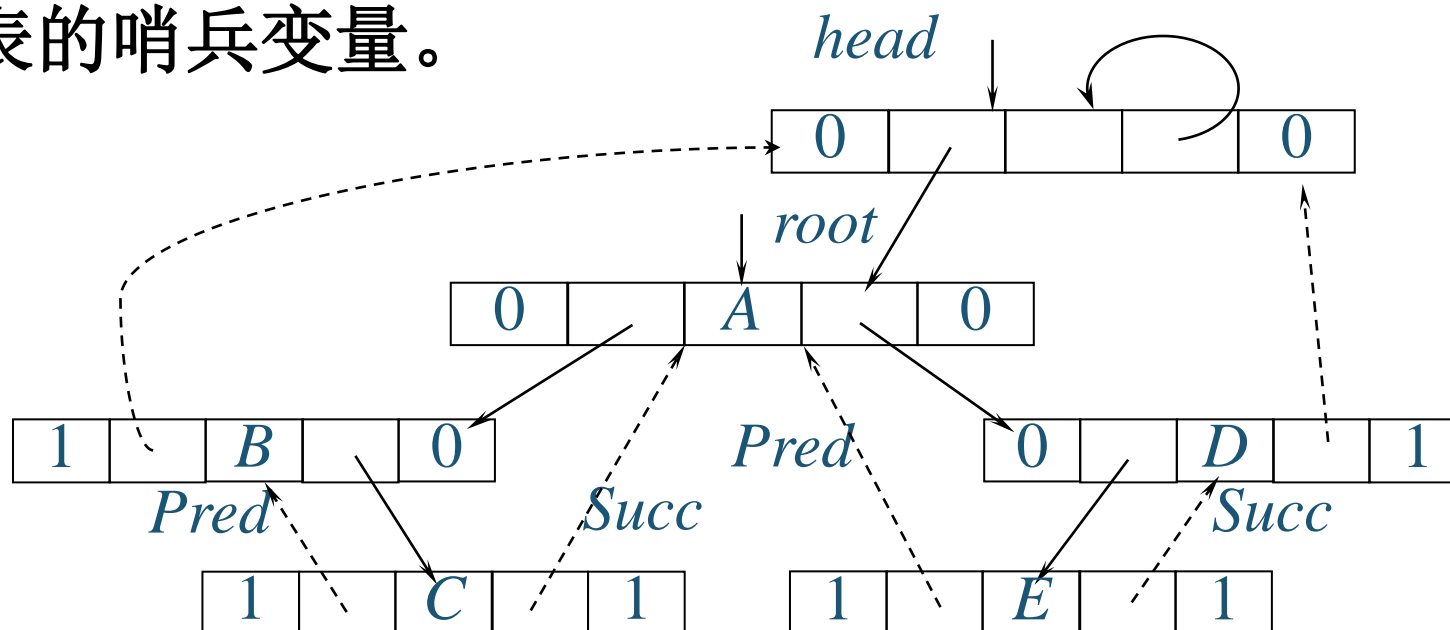 表的哨兵变量。
head
0 0
root
0 A 0
1 B 0 Pred 0 D 1
Pred Succ Succ
1 C 1 1 E 1